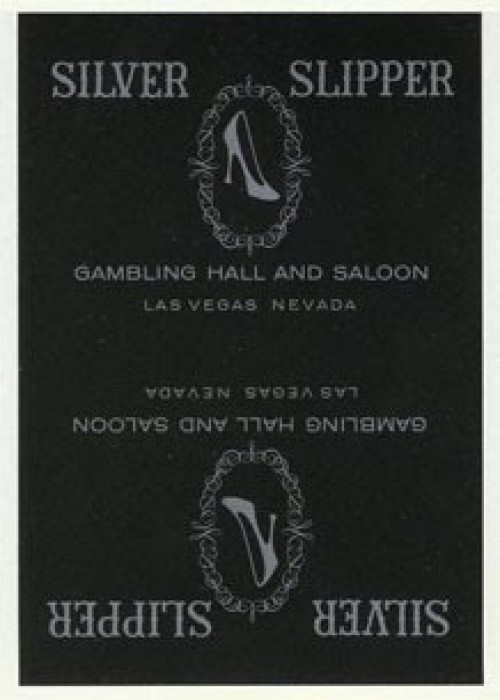 SILVER SLIPPER
GAMBLING HALL AND SALOON
LAS VEGAS NEVADA
LAS VEGAS NEVADA
GAMBLING HALL AND SALOON
SILVER SLIPPER